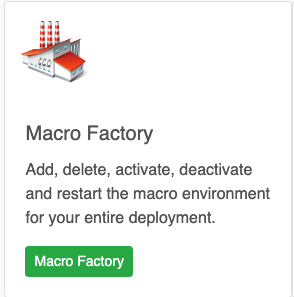 Macro Factory
Add, delete, activate, deactivate
and restart the macro environment
for your entire deployment.
Macro Factory